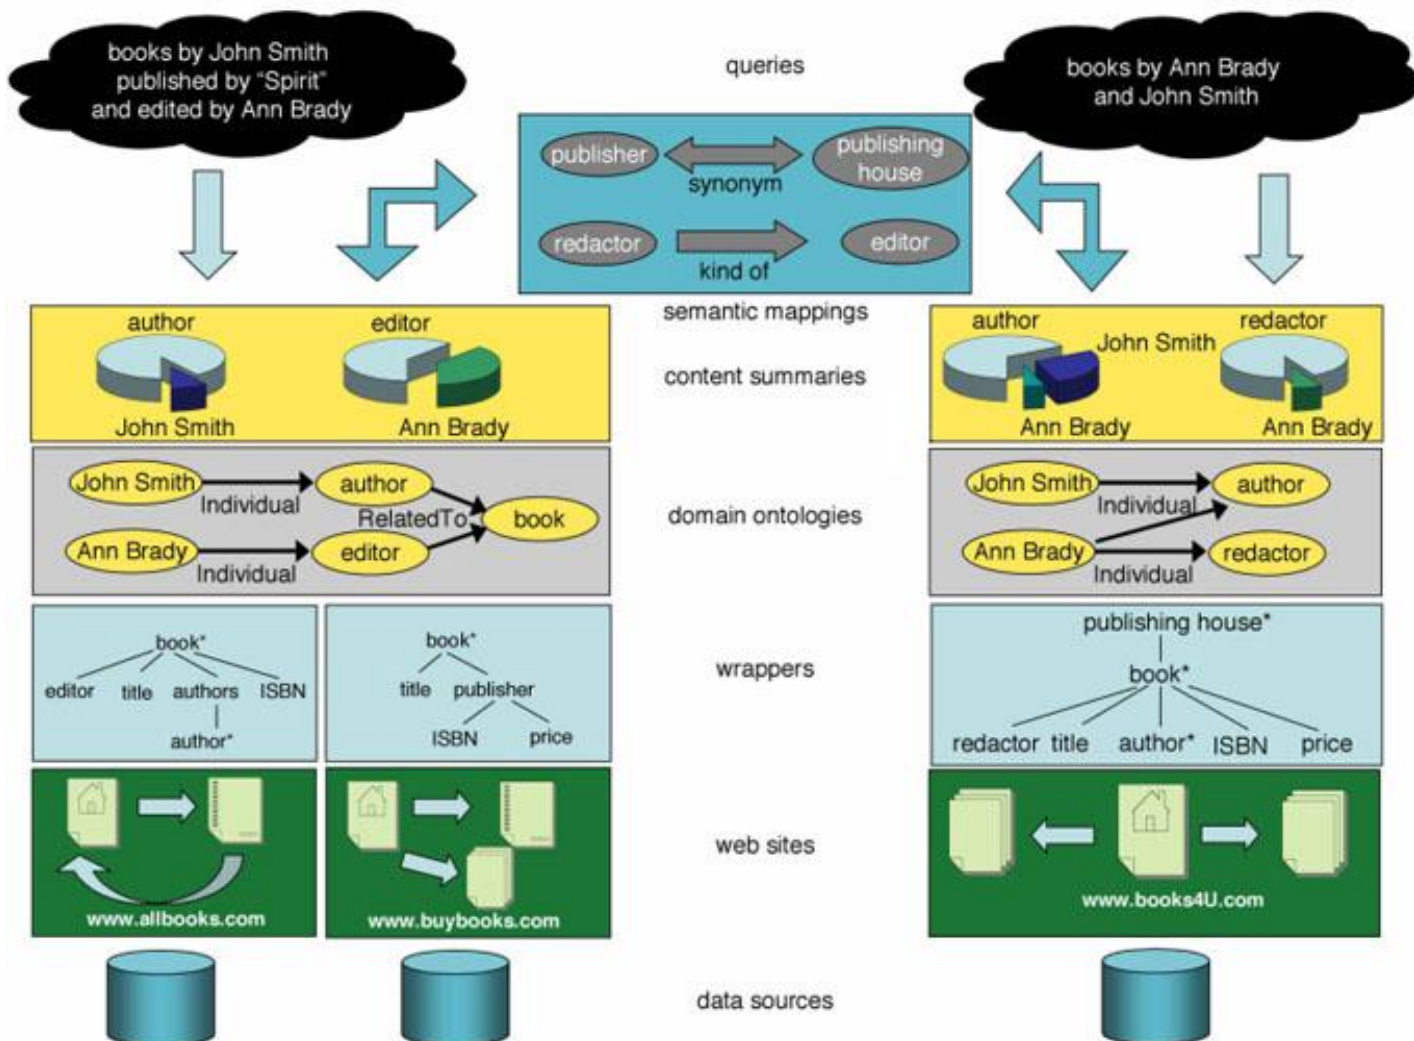 books by John Smith
published by “Spirit”
and edited by Ann Brady
queries
books by Ann Brady
and John Smith
publisher
synonym
publishing
house
redactor
kind of
editor
semantic mappings
author
editor
John Smith
Ann Brady
content summaries
author
John Smith
redactor
Ann Brady
Ann Brady
John Smith
Individual
author
RelatedTo
book
Ann Brady
Individual
editor
domain ontologies
John Smith
Individual
author
Ann Brady
Individual
redactor
book*
editor
title
authors
ISBN
author*
book*
title
publisher
ISBN
price
wrappers
publishing house*
book*
redactor
title
author*
ISBN
price
www.allbooks.com
www.buybooks.com
web sites
www.books4U.com
data sources